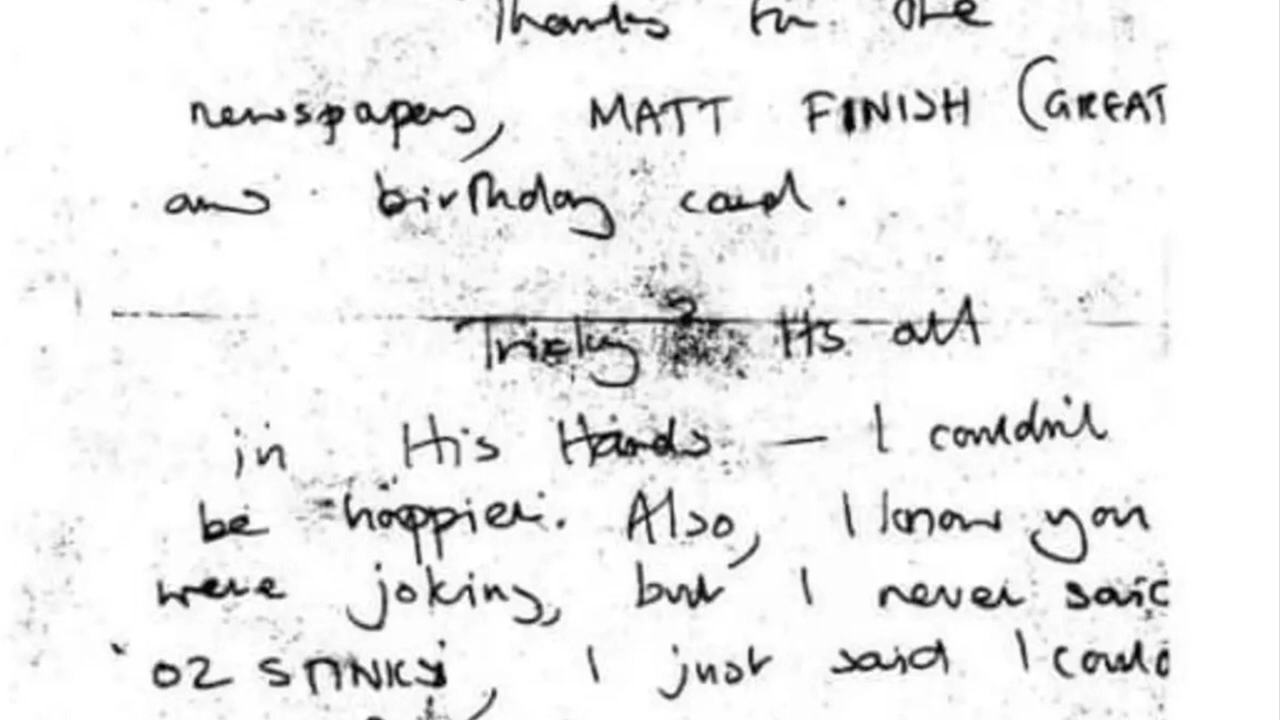 Thanks for the
newspapers, MATT FINISH (GREAT
and birthday card.
Tricky? Its all
in His Hands — I couldn't
be happier. Also, I know you
were joking, but I never said
'OZ STINKS', I just said I could